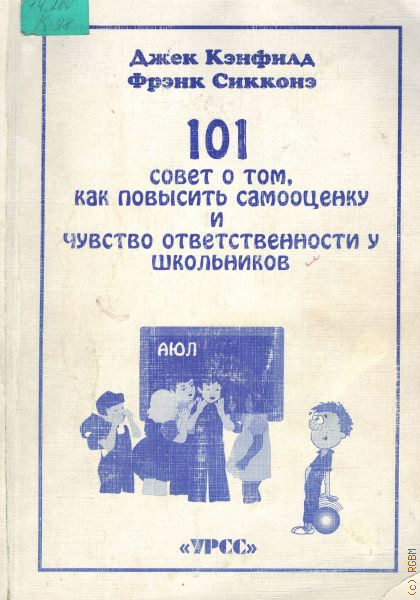 Джек Кэнфилд
Фрэнк Сикконэ
101
совет о том,
как повысить самооценку
и
чувство ответственности у
школьников
АЮЛ
«УРСС»
(c) RGBM